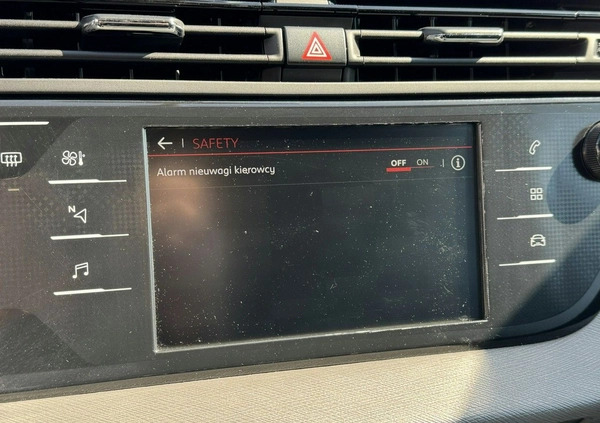 SAFETY
Alarm nieuwagi kierowcy OFF ON i
N